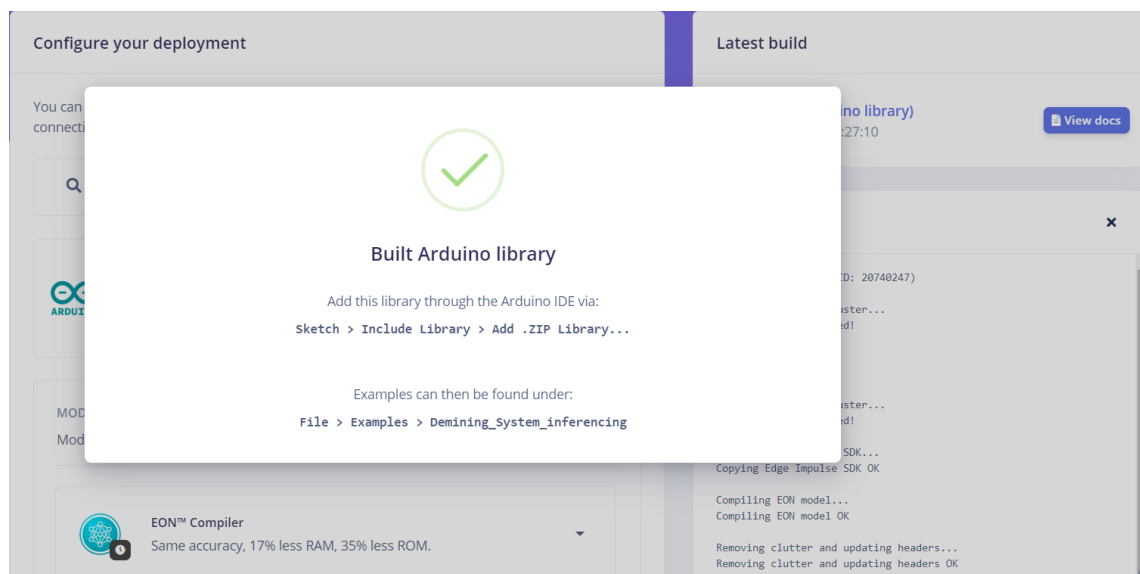 Configure your deployment
Latest build
You can
connecti
ino library)
:27:10
View docs
Built Arduino library
Add this library through the Arduino IDE via:
Sketch > Include Library > Add .ZIP Library...
Examples can then be found under:
File > Examples > Demining_System_inferencing
ARDUI
MOD
Mod
EON™ Compiler
Same accuracy, 17% less RAM, 35% less ROM.
ID: 20740247)
uster...
ed!
uster...
ed!
SDK...
Copying Edge Impulse SDK OK
Compiling EON model...
Compiling EON model OK
Removing clutter and updating headers...
Removing clutter and updating headers OK